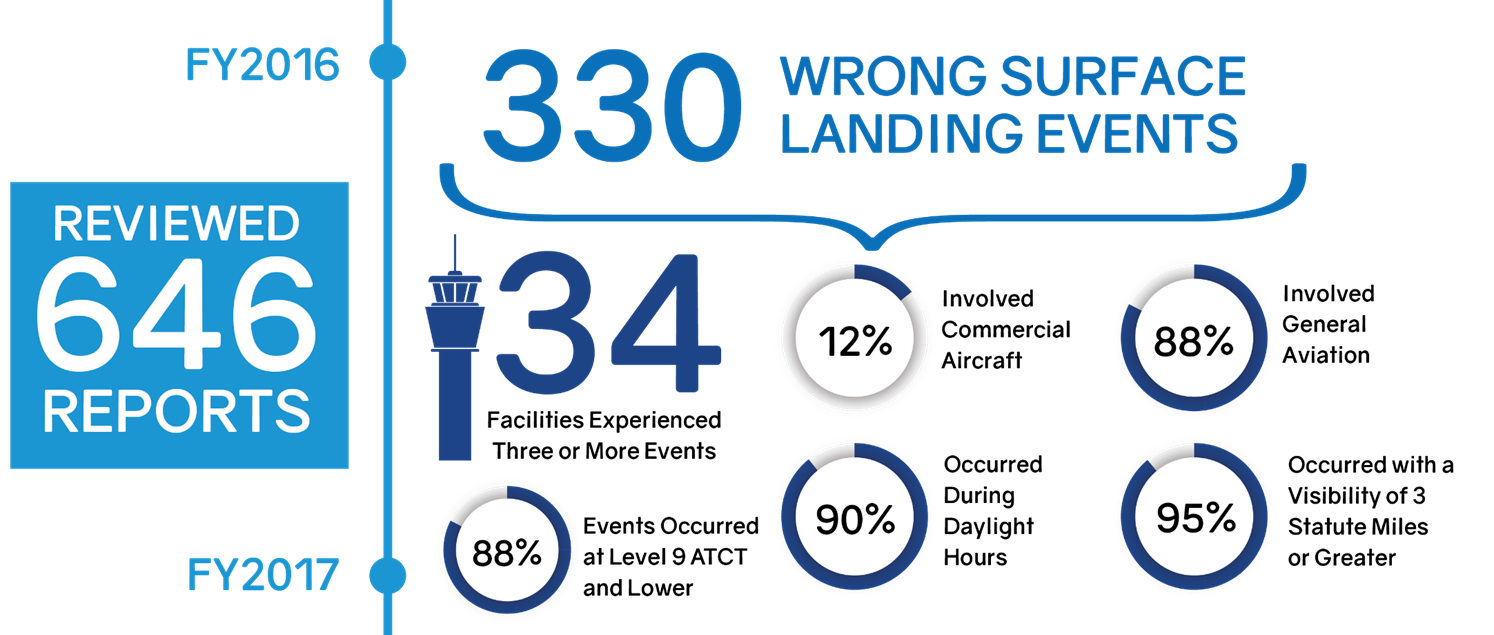 FY2016
REVIEWED
646
REPORTS
FY2017
330
WRONG SURFACE
LANDING EVENTS
34
Facilities Experienced
Three or More Events
88%
Events Occurred
at Level 9 ATCT
and Lower
12%
Involved
Commercial
Aircraft
88%
Involved
General
Aviation
90%
Occurred
During
Daylight
Hours
95%
Occurred with a
Visibility of 3
Statute Miles
or Greater